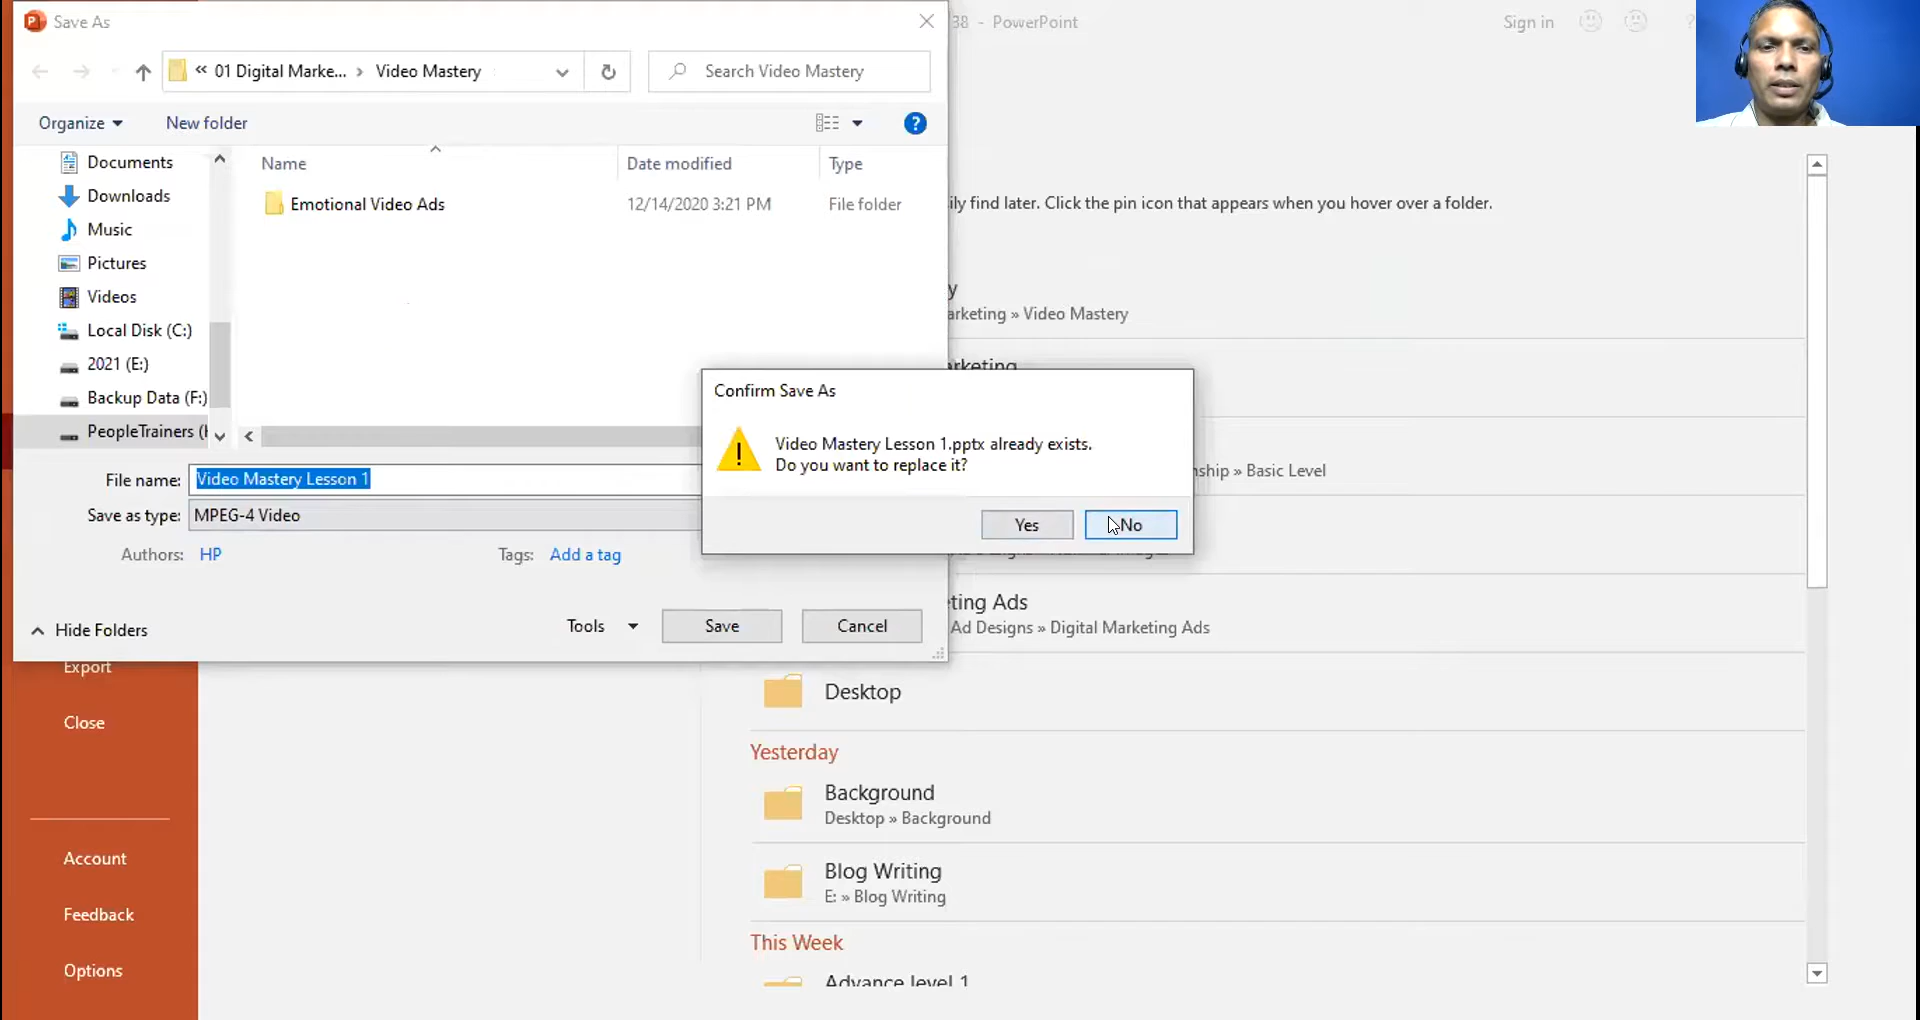 Save As
38 - PowerPoint
Sign in
?
« 01 Digital Marke... › Video Mastery
Search Video Mastery
Organize
New folder
?
Documents
Downloads
Music
Pictures
Videos
Local Disk (C:)
2021 (E:)
Backup Data (F:)
PeopleTrainers (
Name
Date modified
Type
Emotional Video Ads
12/14/2020 3:21 PM
File folder
File name: Video Mastery Lesson 1
Save as type: MPEG-4 Video
Authors: HP
Tags: Add a tag
Hide Folders
Tools
Save
Cancel
Confirm Save As
Video Mastery Lesson 1.pptx already exists.
Do you want to replace it?
Yes
No
ily find later. Click the pin icon that appears when you hover over a folder.
y
arketing » Video Mastery
arketing
ship » Basic Level
ting Ads
Ad Designs » Digital Marketing Ads
Desktop
Yesterday
Background
Desktop » Background
Blog Writing
E: » Blog Writing
This Week
Advance level 1
Export
Close
Account
Feedback
Options